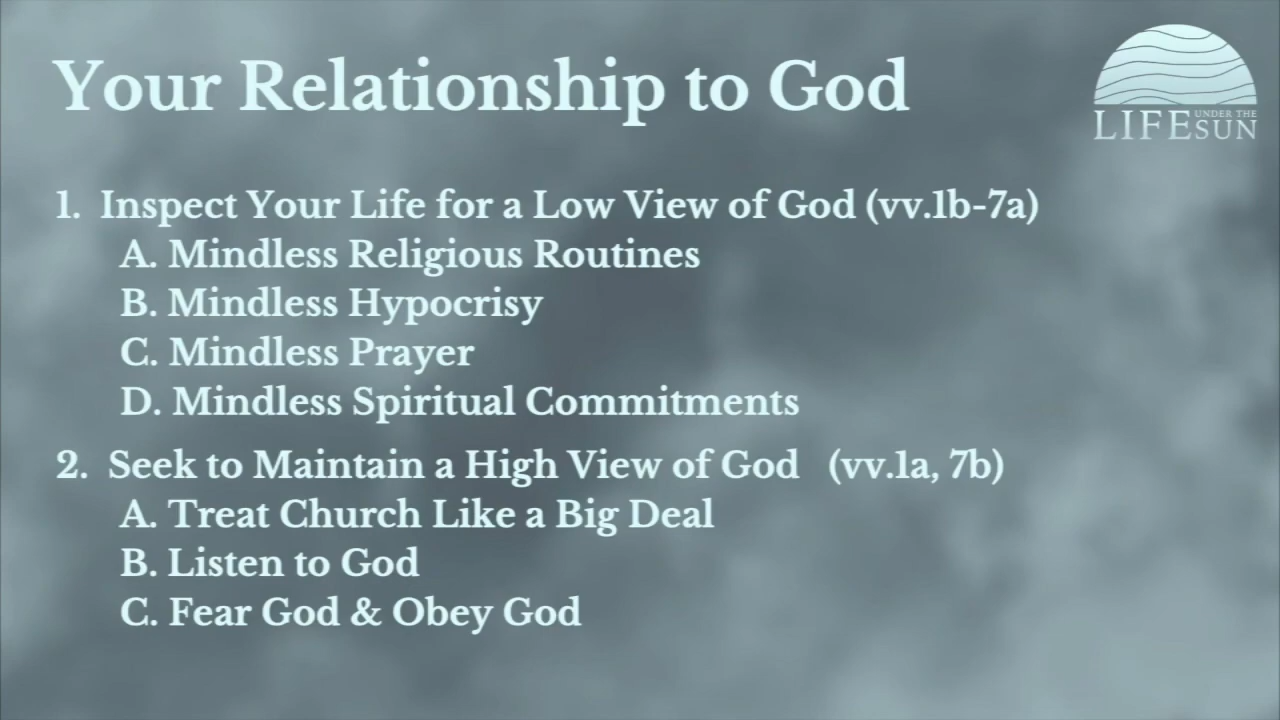 Your Relationship to God
LIFE UNDER THE SUN
1. Inspect Your Life for a Low View of God (vv.1b-7a)
A. Mindless Religious Routines
B. Mindless Hypocrisy
C. Mindless Prayer
D. Mindless Spiritual Commitments
2. Seek to Maintain a High View of God (vv.1a, 7b)
A. Treat Church Like a Big Deal
B. Listen to God
C. Fear God & Obey God